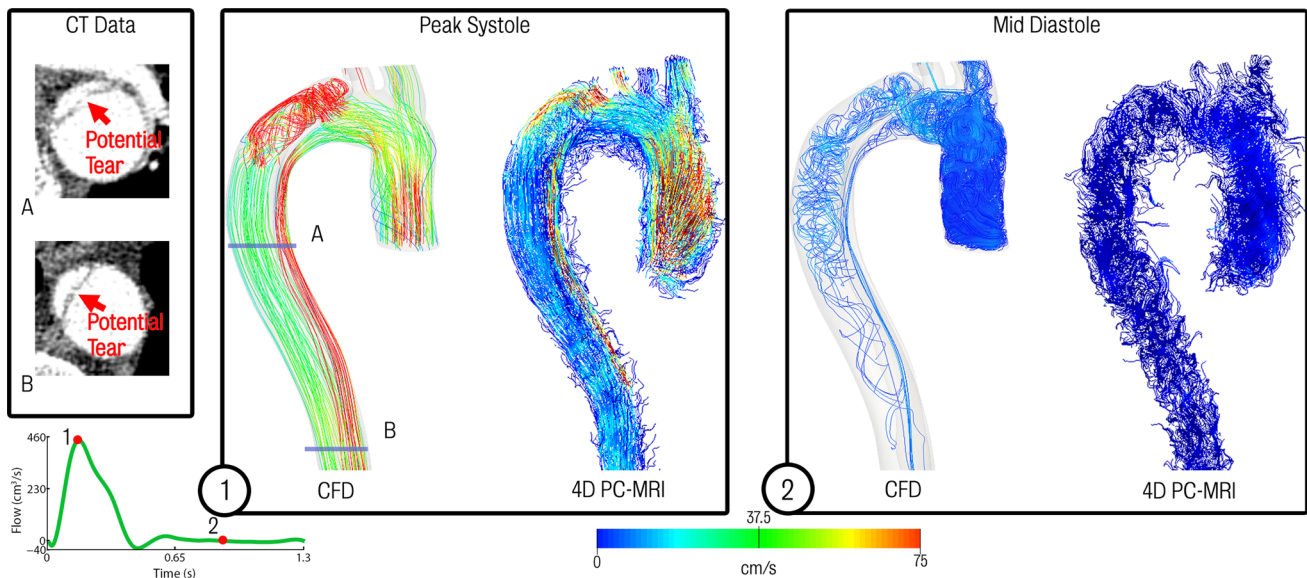 CT Data
Potential
Tear
A
Potential
Tear
B
Peak Systole
A
B
1
CFD
4D PC-MRI
Mid Diastole
2
CFD
4D PC-MRI
Flow (cm³/s)
460
230
0
-40
1
2
0
0.65
1.3
Time (s)
37.5
0
75
cm/s